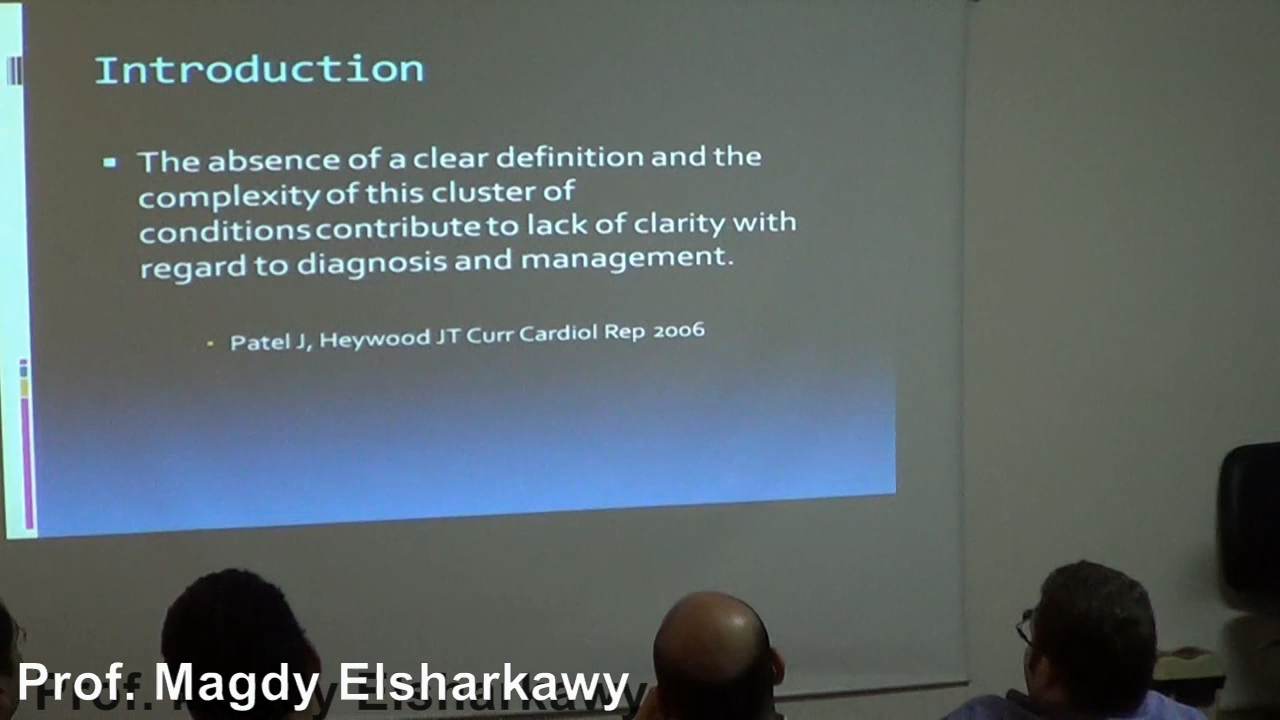 Introduction
The absence of a clear definition and the
complexity of this cluster of
conditions contribute to lack of clarity with
regard to diagnosis and management.
Patel J, Heywood JT Curr Cardiol Rep 2006
Prof. Magdy Elsharkawy